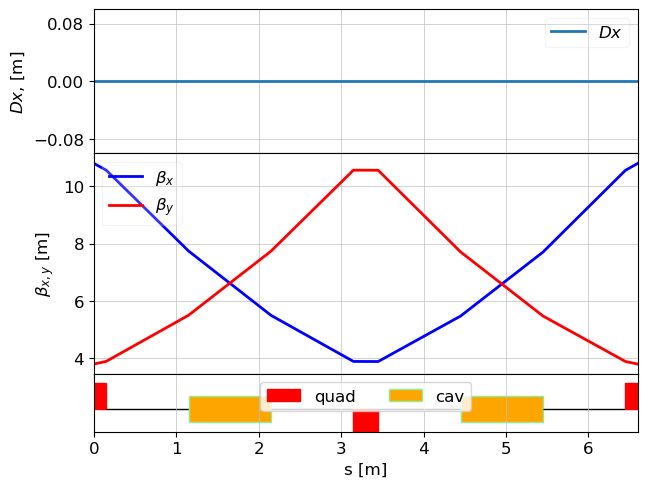 0.08
0.00
−0.08
Dx, [m]
Dx
10
8
6
4
βx,y [m]
βx
βy
quad
cav
0 1 2 3 4 5 6
s [m]